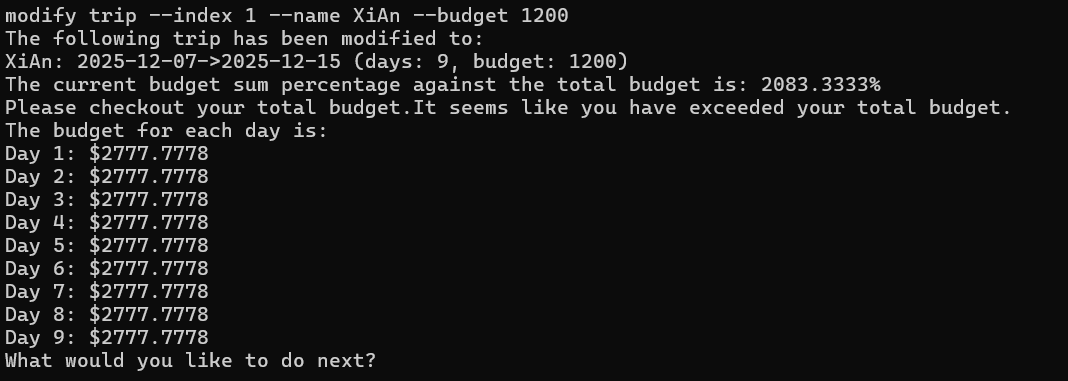 modify trip --index 1 --name XiAn --budget 1200
The following trip has been modified to:
XiAn: 2025-12-07->2025-12-15 (days: 9, budget: 1200)
The current budget sum percentage against the total budget is: 2083.3333%
Please checkout your total budget.It seems like you have exceeded your total budget.
The budget for each day is:
Day 1: $2777.7778
Day 2: $2777.7778
Day 3: $2777.7778
Day 4: $2777.7778
Day 5: $2777.7778
Day 6: $2777.7778
Day 7: $2777.7778
Day 8: $2777.7778
Day 9: $2777.7778
What would you like to do next?